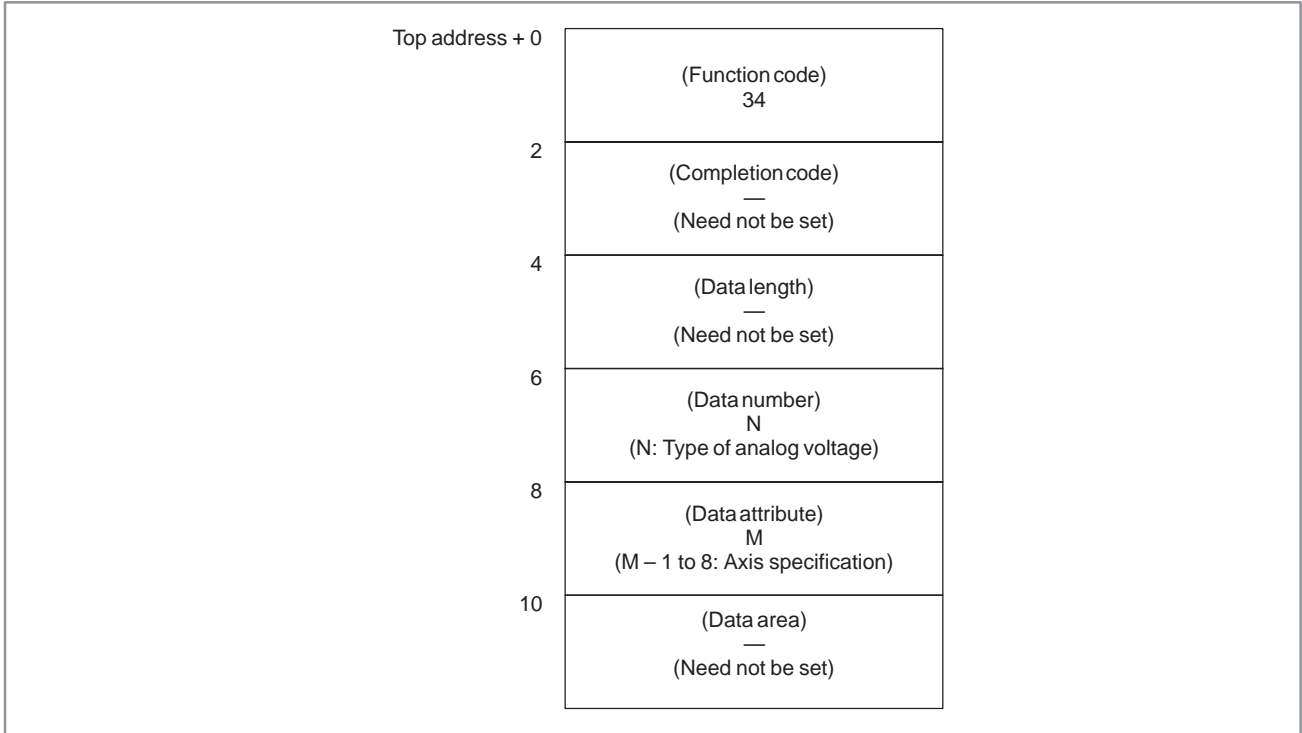 Top address + 0
(Function code)
34
2
(Completion code)
—
(Need not be set)
4
(Data length)
—
(Need not be set)
6
(Data number)
N
(N: Type of analog voltage)
8
(Data attribute)
M
(M – 1 to 8: Axis specification)
10
(Data area)
—
(Need not be set)